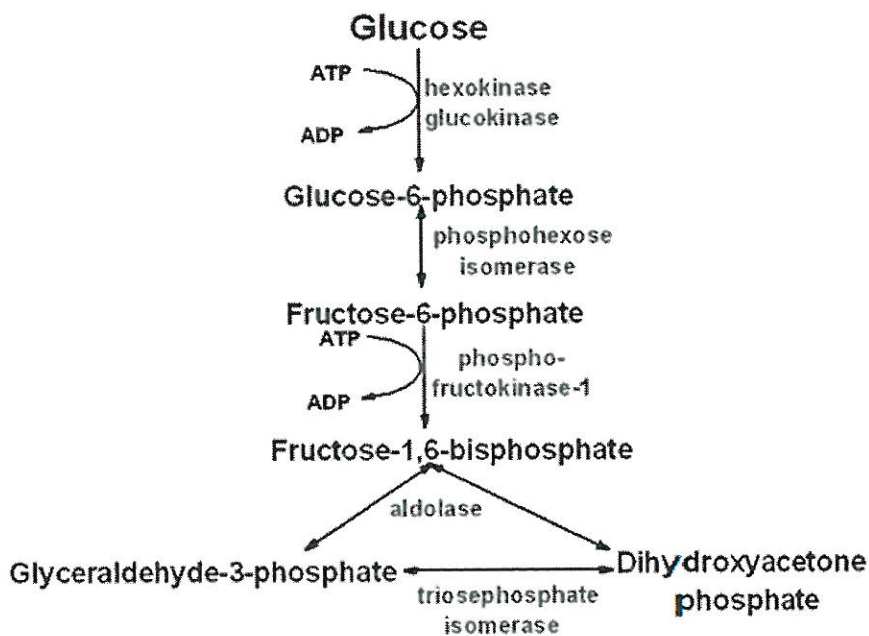 Glucose
ATP
hexokinase
glucokinase
ADP
Glucose-6-phosphate
phosphohexose
isomerase
Fructose-6-phosphate
ATP
phospho-
fructokinase-1
ADP
Fructose-1,6-bisphosphate
aldolase
Glyceraldehyde-3-phosphate
Dihydroxyacetone
phosphate
triosephosphate
isomerase